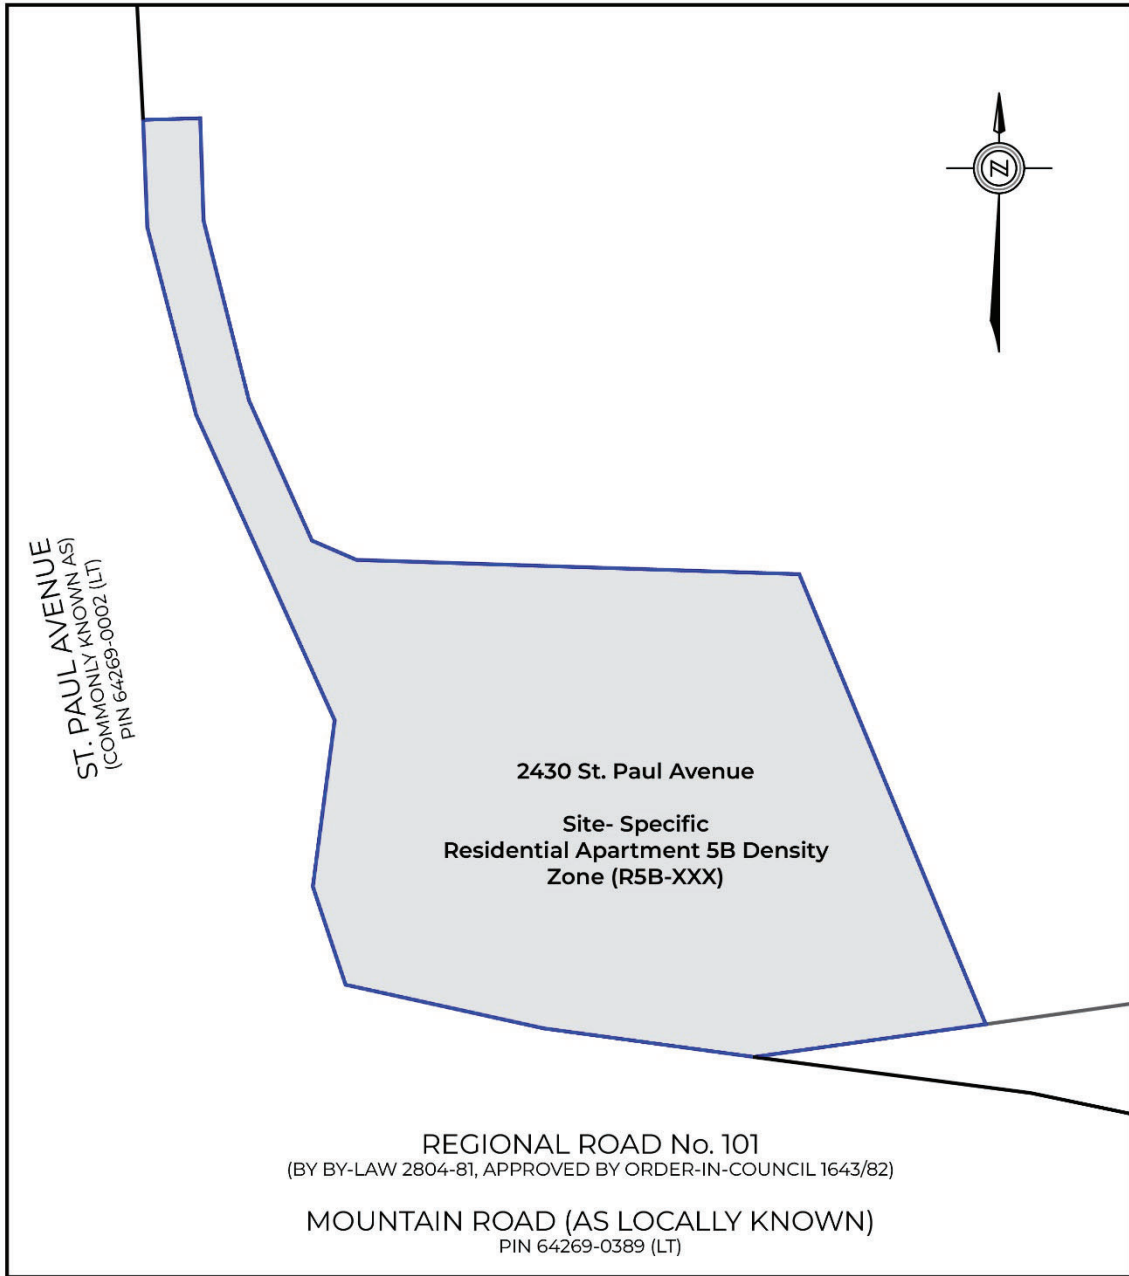 N
ST. PAUL AVENUE
(COMMONLY KNOWN AS)
PIN 64269-0002 (LT)
2430 St. Paul Avenue
Site- Specific
Residential Apartment 5B Density
Zone (R5B-XXX)
REGIONAL ROAD No. 101
(BY BY-LAW 2804-81, APPROVED BY ORDER-IN-COUNCIL 1643/82)
MOUNTAIN ROAD (AS LOCALLY KNOWN)
PIN 64269-0389 (LT)